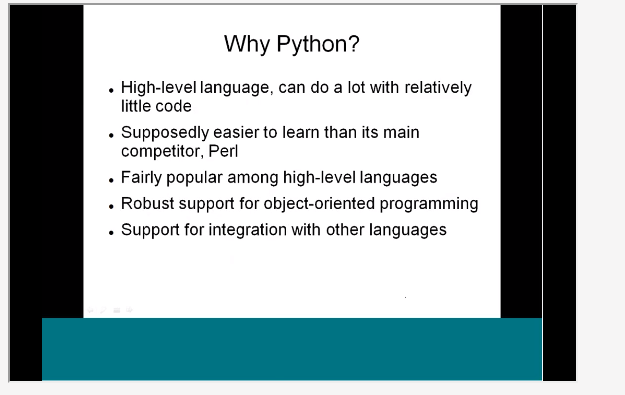 Why Python?
• High-level language, can do a lot with relatively
little code
• Supposedly easier to learn than its main
competitor, Perl
• Fairly popular among high-level languages
• Robust support for object-oriented programming
• Support for integration with other languages